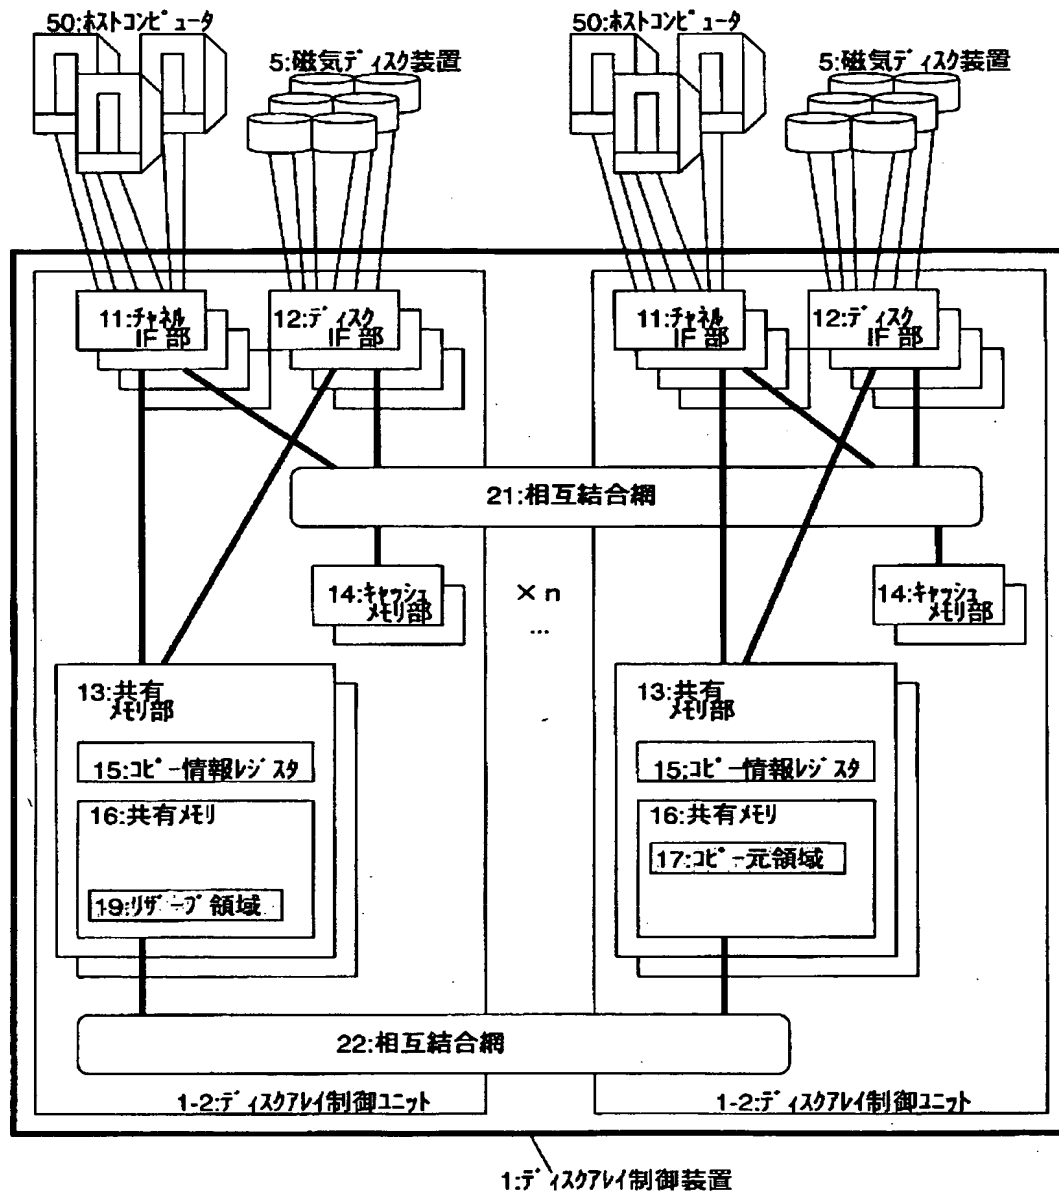 50:ﾎｽﾄｺﾝﾋﾟｭｰﾀ
5:磁気ﾃﾞｨｽｸ装置
50:ﾎｽﾄｺﾝﾋﾟｭｰﾀ
5:磁気ﾃﾞｨｽｸ装置
11:ﾁｬﾈﾙ
IF部
12:ﾃﾞｨｽｸ
IF部
11:ﾁｬﾈﾙ
IF部
12:ﾃﾞｨｽｸ
IF部
21:相互結合網
14:ｷｬｯｼｭ
ﾒﾓﾘ部
×n
…
14:ｷｬｯｼｭ
ﾒﾓﾘ部
13:共有
ﾒﾓﾘ部
15:ｺﾋﾟｰ情報ﾚｼﾞｽﾀ
16:共有ﾒﾓﾘ
19:ﾘｻﾞｰﾌﾞ領域
13:共有
ﾒﾓﾘ部
15:ｺﾋﾟｰ情報ﾚｼﾞｽﾀ
16:共有ﾒﾓﾘ
17:ｺﾋﾟｰ元領域
22:相互結合網
1-2:ﾃﾞｨｽｸｱﾚｲ制御ﾕﾆｯﾄ
1-2:ﾃﾞｨｽｸｱﾚｲ制御ﾕﾆｯﾄ
1:ﾃﾞｨｽｸｱﾚｲ制御装置